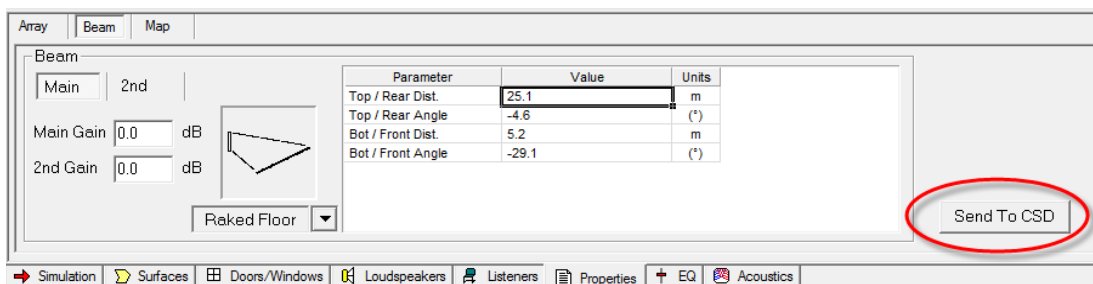 Array Beam Map
Beam
Main 2nd
Parameter Value Units
Top / Rear Dist. 25.1 m
Top / Rear Angle -4.6 (°)
Bot / Front Dist. 5.2 m
Bot / Front Angle -29.1 (°)
Main Gain 0.0 dB
2nd Gain 0.0 dB
Raked Floor
Send To CSD
Simulation Surfaces Doors/Windows Loudspeakers Listeners Properties EQ Acoustics